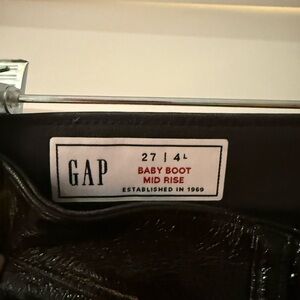 GAP
27 | 4L
BABY BOOT
MID RISE
ESTABLISHED IN 1969